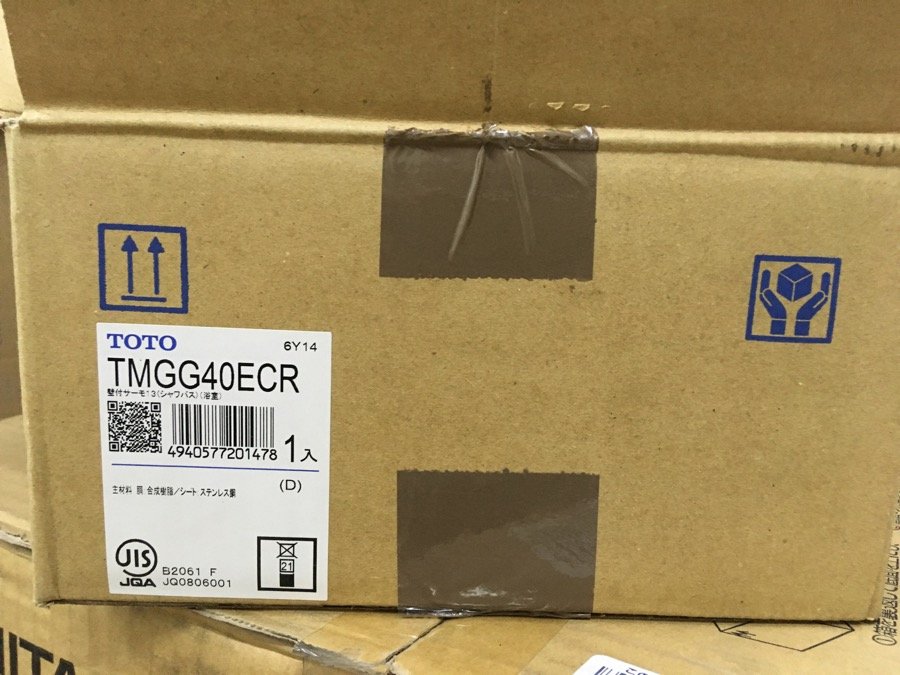 TOTO
6Y14
TMGG40ECR
壁付サーモ13(シャワバス)(浴室)
4940577201478
1入
(D)
主材料 胴 合成樹脂/シート ステンレス鋼
JIS
JQA
B2061 F
JQ0806001
21
ITA